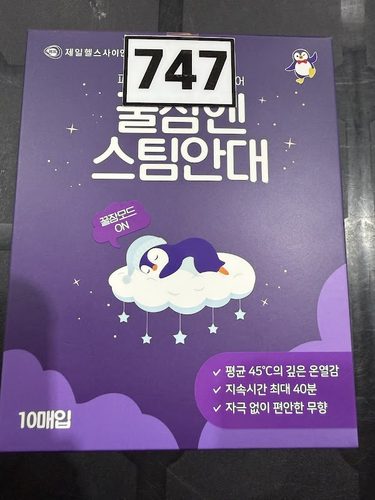 제일헬스사이언
747
꿀잠엔
스팀안대
꿀잠모드
ON
평균 45°C의 깊은 온열감
지속시간 최대 40분
자극 없이 편안한 무향
10매입